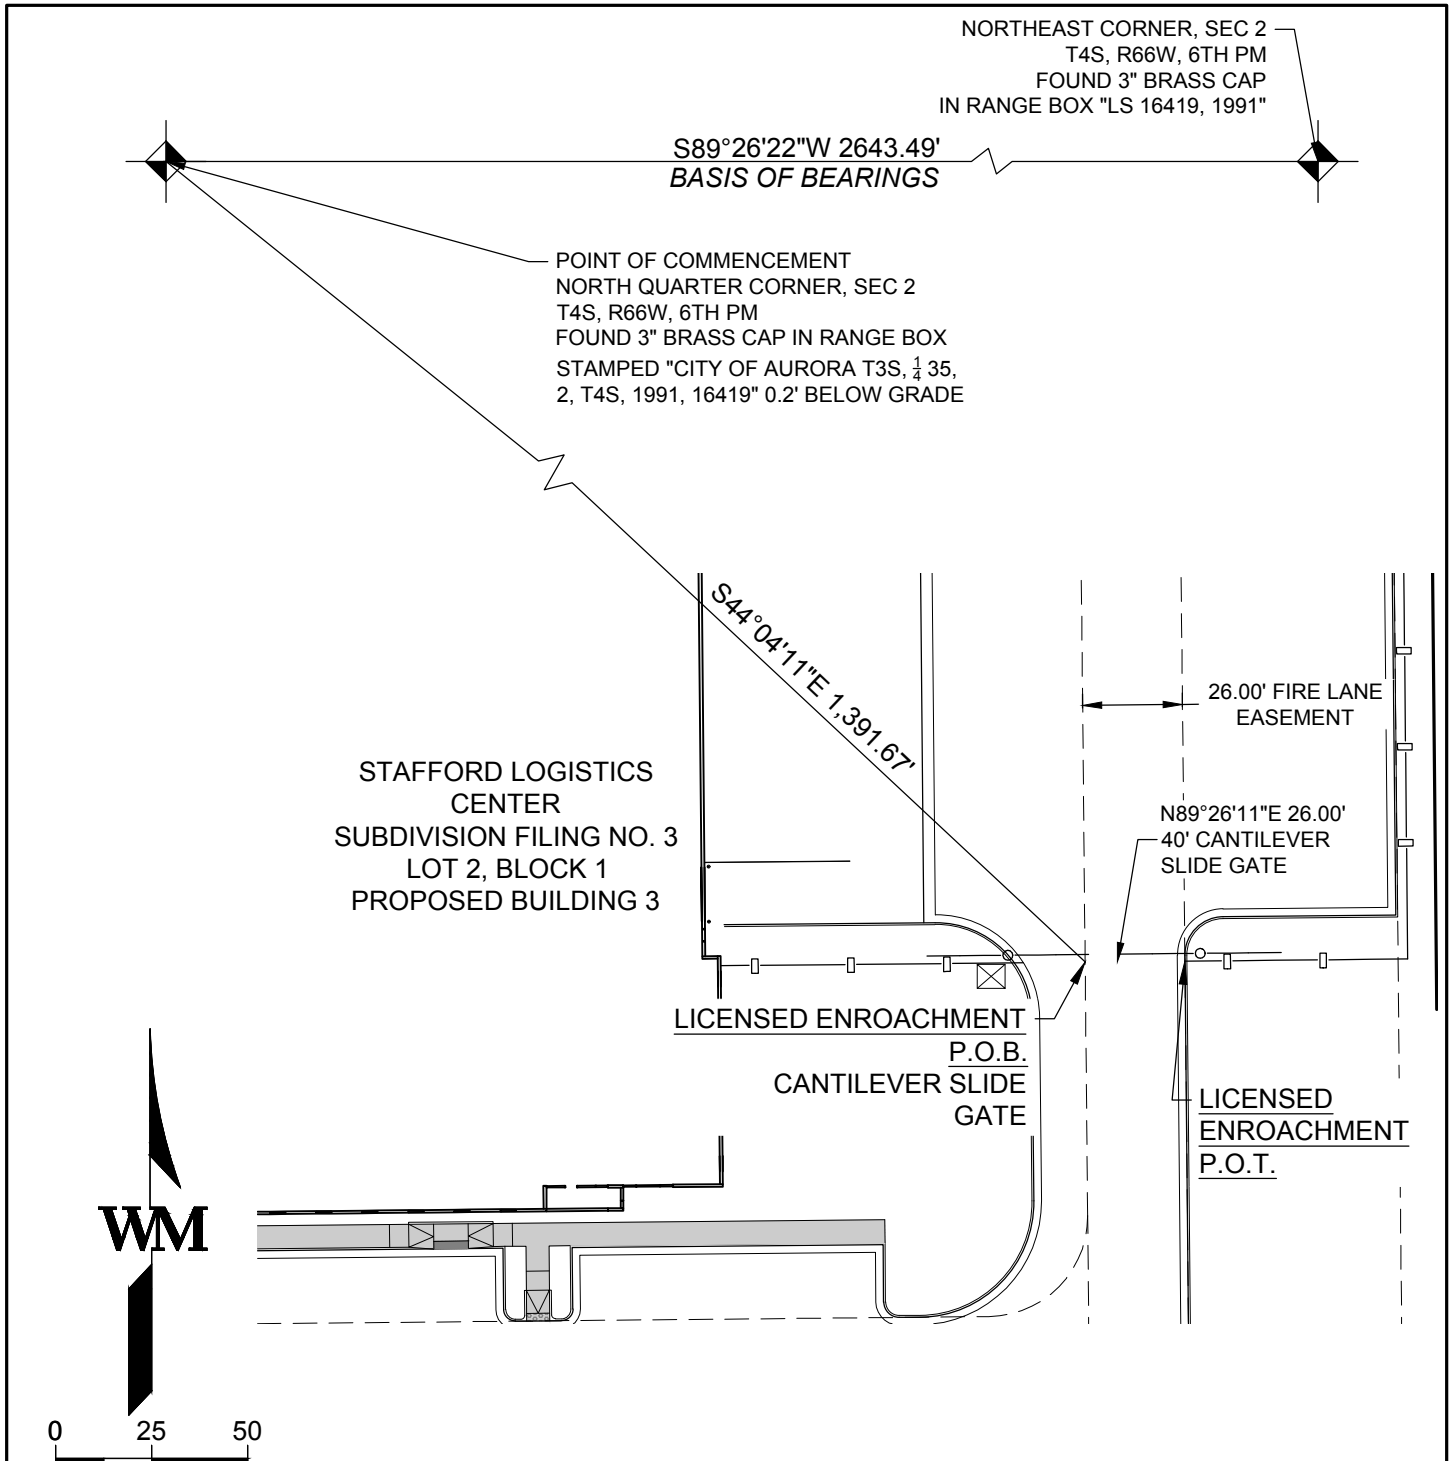 NORTHEAST CORNER, SEC 2
T4S, R66W, 6TH PM
FOUND 3" BRASS CAP
IN RANGE BOX "LS 16419, 1991"
S89°26'22"W 2643.49'
BASIS OF BEARINGS
POINT OF COMMENCEMENT
NORTH QUARTER CORNER, SEC 2
T4S, R66W, 6TH PM
FOUND 3" BRASS CAP IN RANGE BOX
STAMPED "CITY OF AURORA T3S, 1/4 35,
2, T4S, 1991, 16419" 0.2' BELOW GRADE
S44°04'11"E 1,391.67'
26.00' FIRE LANE
EASEMENT
STAFFORD LOGISTICS
CENTER
SUBDIVISION FILING NO. 3
LOT 2, BLOCK 1
PROPOSED BUILDING 3
N89°26'11"E 26.00'
40' CANTILEVER
SLIDE GATE
LICENSED ENROACHMENT
P.O.B.
CANTILEVER SLIDE
GATE
LICENSED
ENROACHMENT
P.O.T.
WM
0 25 50